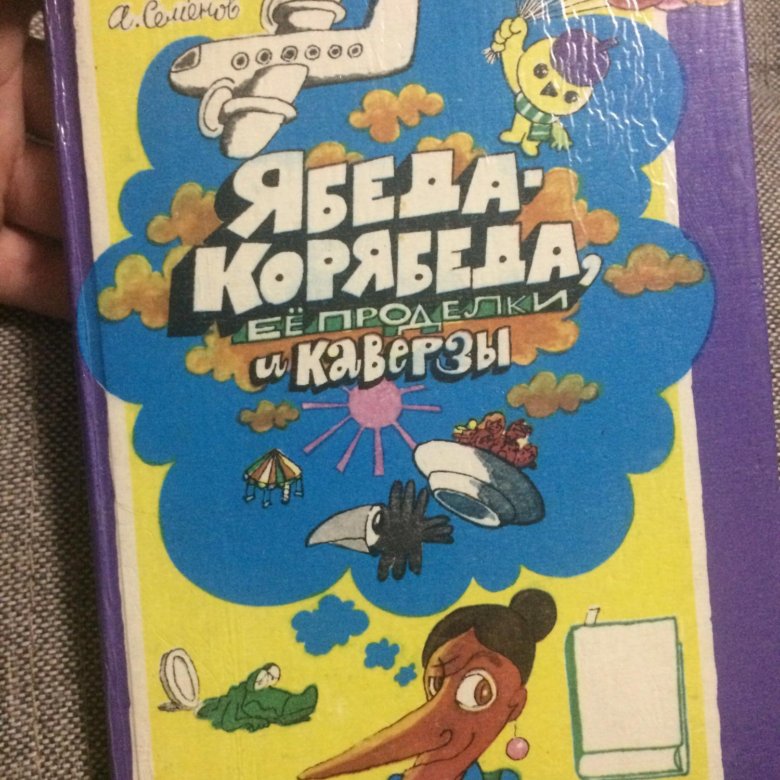 А. Семёнов
ЯБЕДА-
КОРЯБЕДА,
ЕЁ ПРОДЕЛКИ
и КАВЕРЗЫ